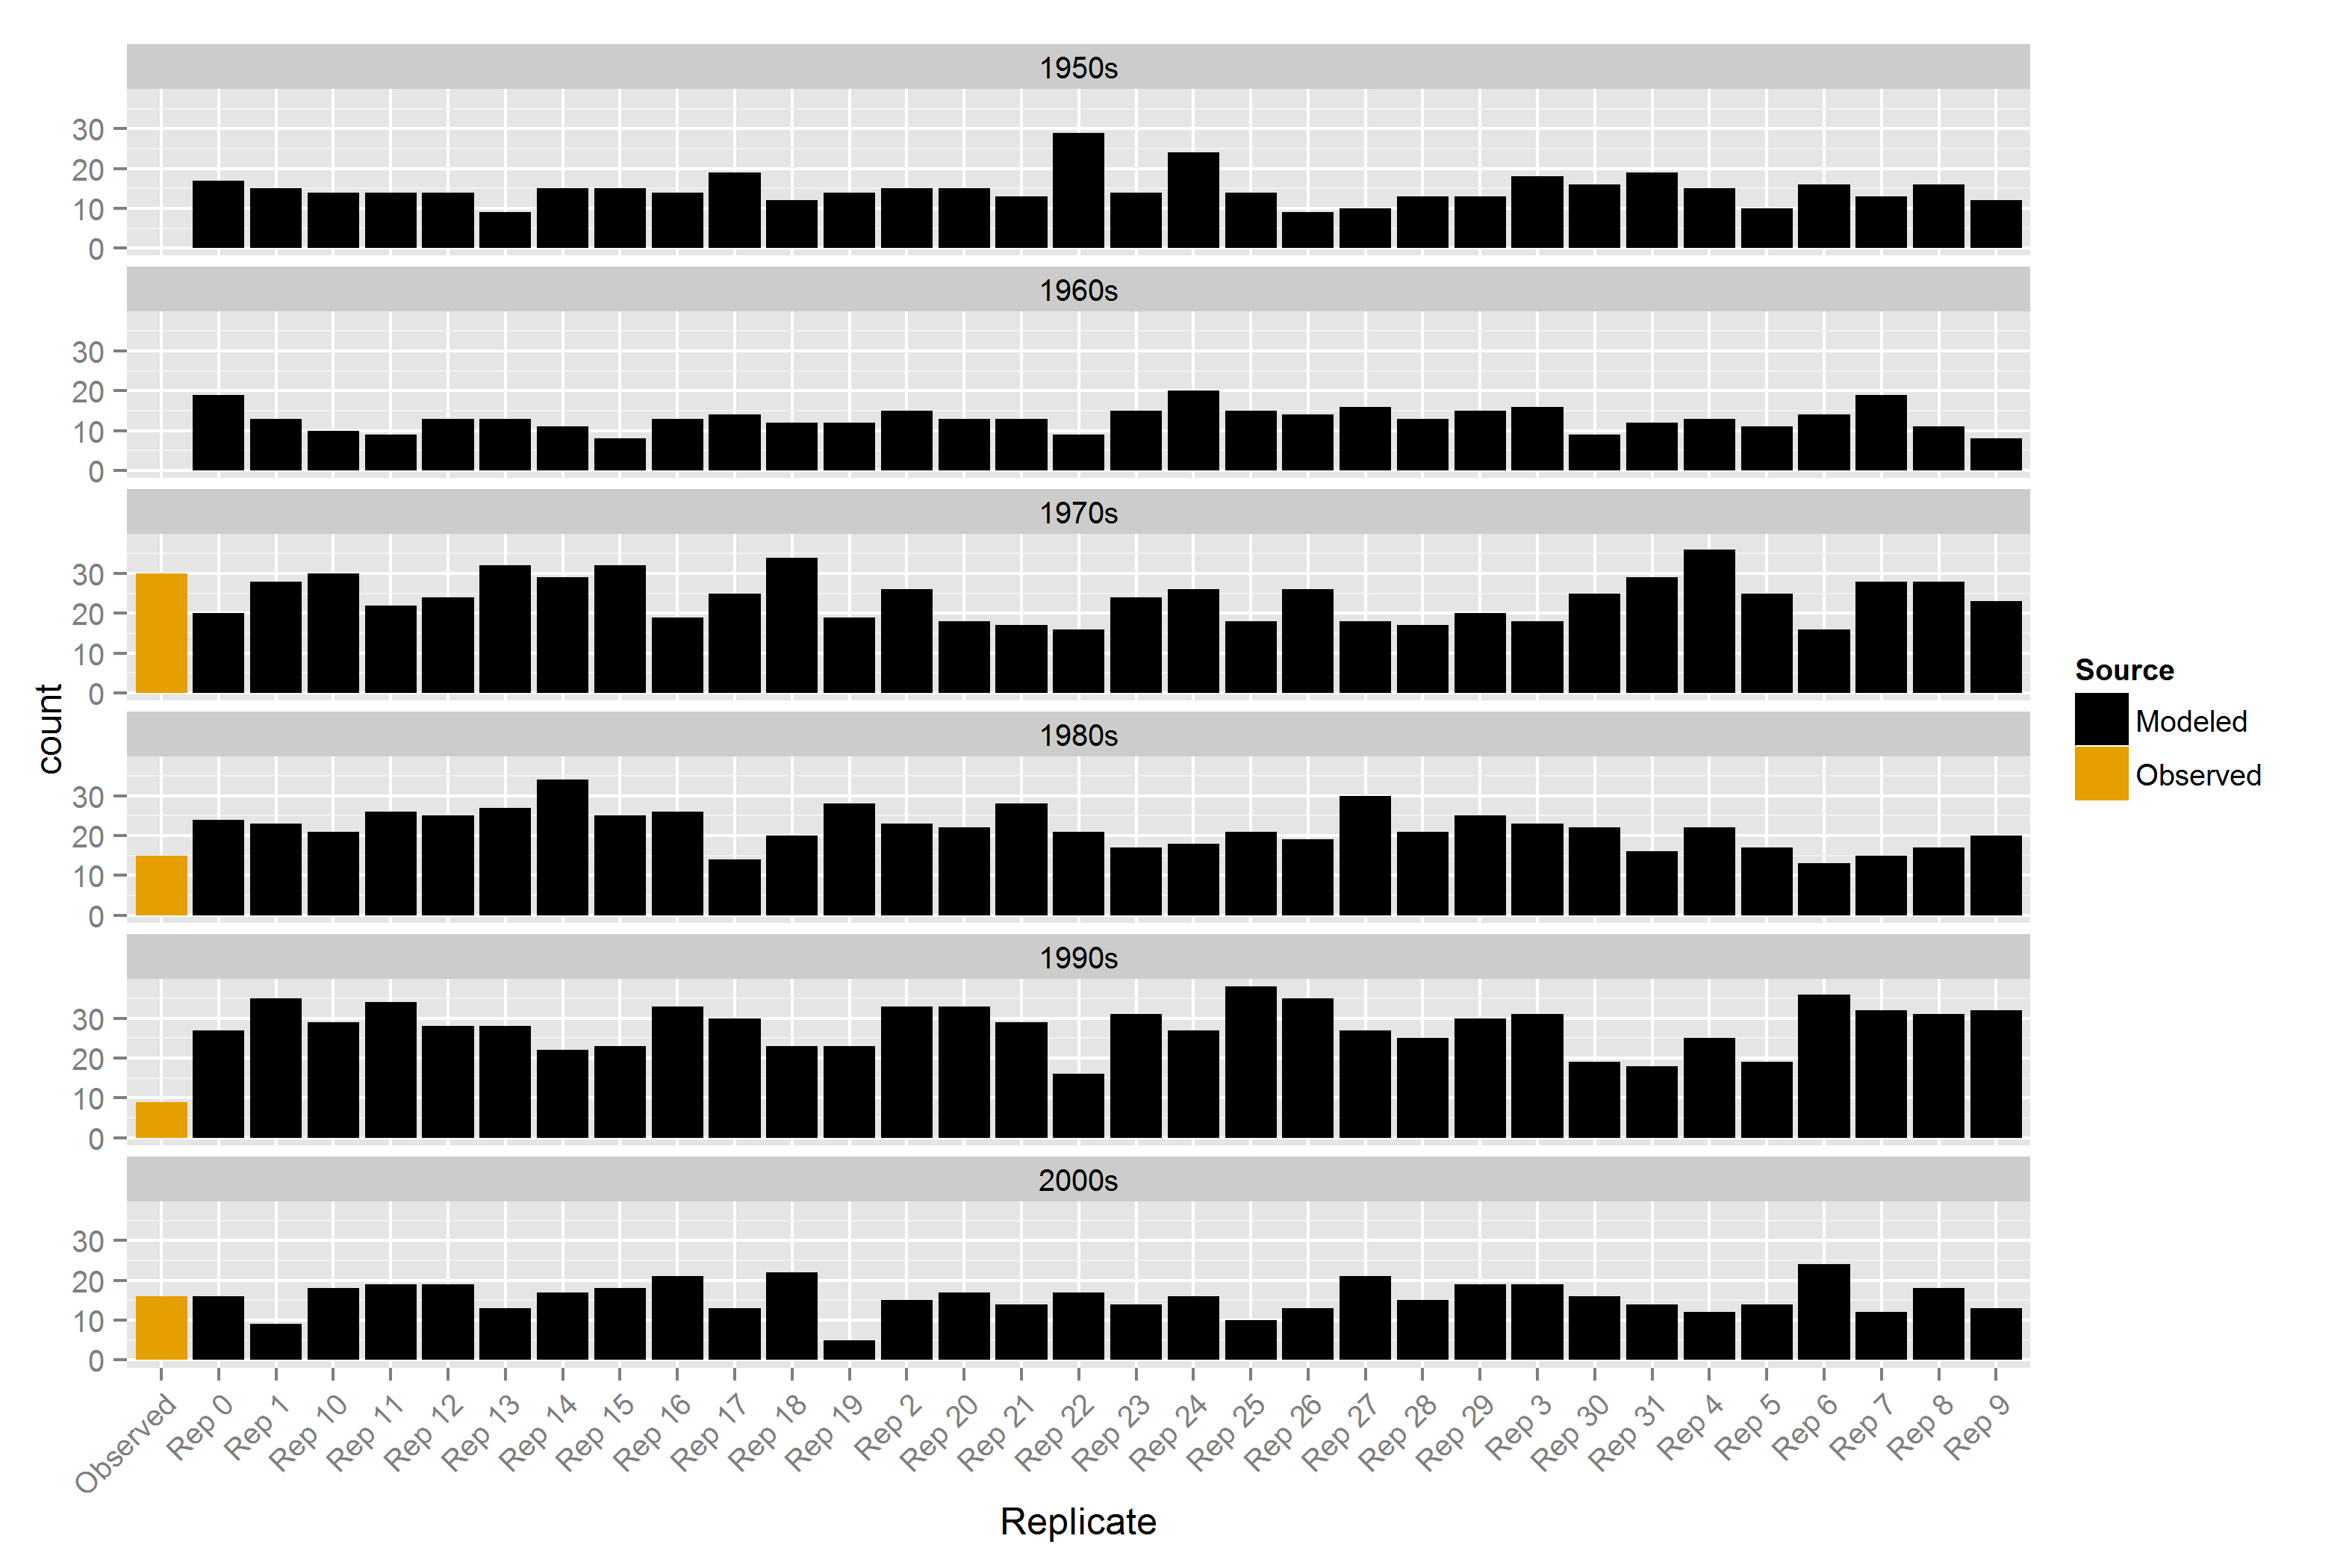 1950s
30
20
10
0
1960s
30
20
10
0
1970s
30
20
10
0
1980s
30
20
10
0
1990s
30
20
10
0
2000s
30
20
10
0
count
Observed
Rep 0
Rep 1
Rep 10
Rep 11
Rep 12
Rep 13
Rep 14
Rep 15
Rep 16
Rep 17
Rep 18
Rep 19
Rep 2
Rep 20
Rep 21
Rep 22
Rep 23
Rep 24
Rep 25
Rep 26
Rep 27
Rep 28
Rep 29
Rep 3
Rep 30
Rep 31
Rep 4
Rep 5
Rep 6
Rep 7
Rep 8
Rep 9
Replicate
Source
Modeled
Observed